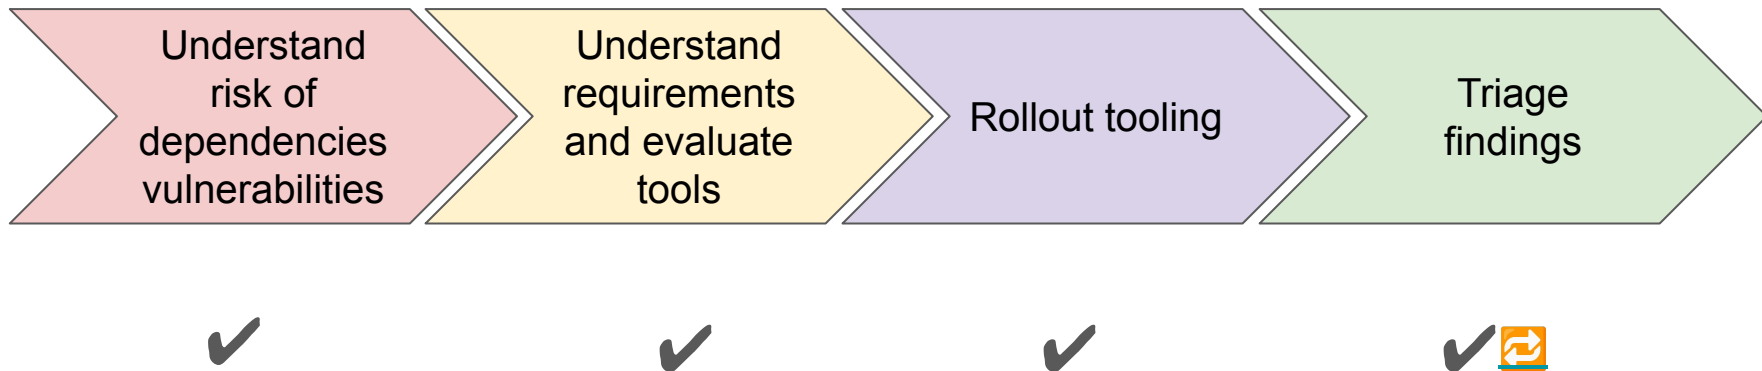 Understand
risk of
dependencies
vulnerabilities
Understand
requirements
and evaluate
tools
Rollout tooling
Triage
findings
✔
✔
✔
✔🔁